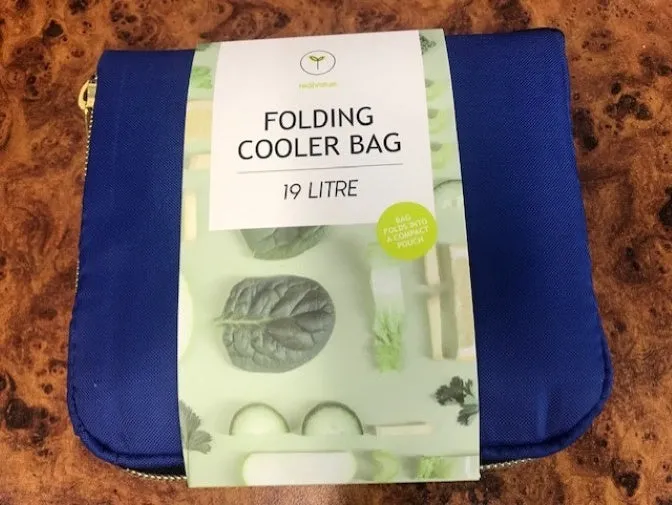 FOLDING
COOLER BAG
19 LITRE
BAG
FOLDS INTO
A COMPACT
POUCH